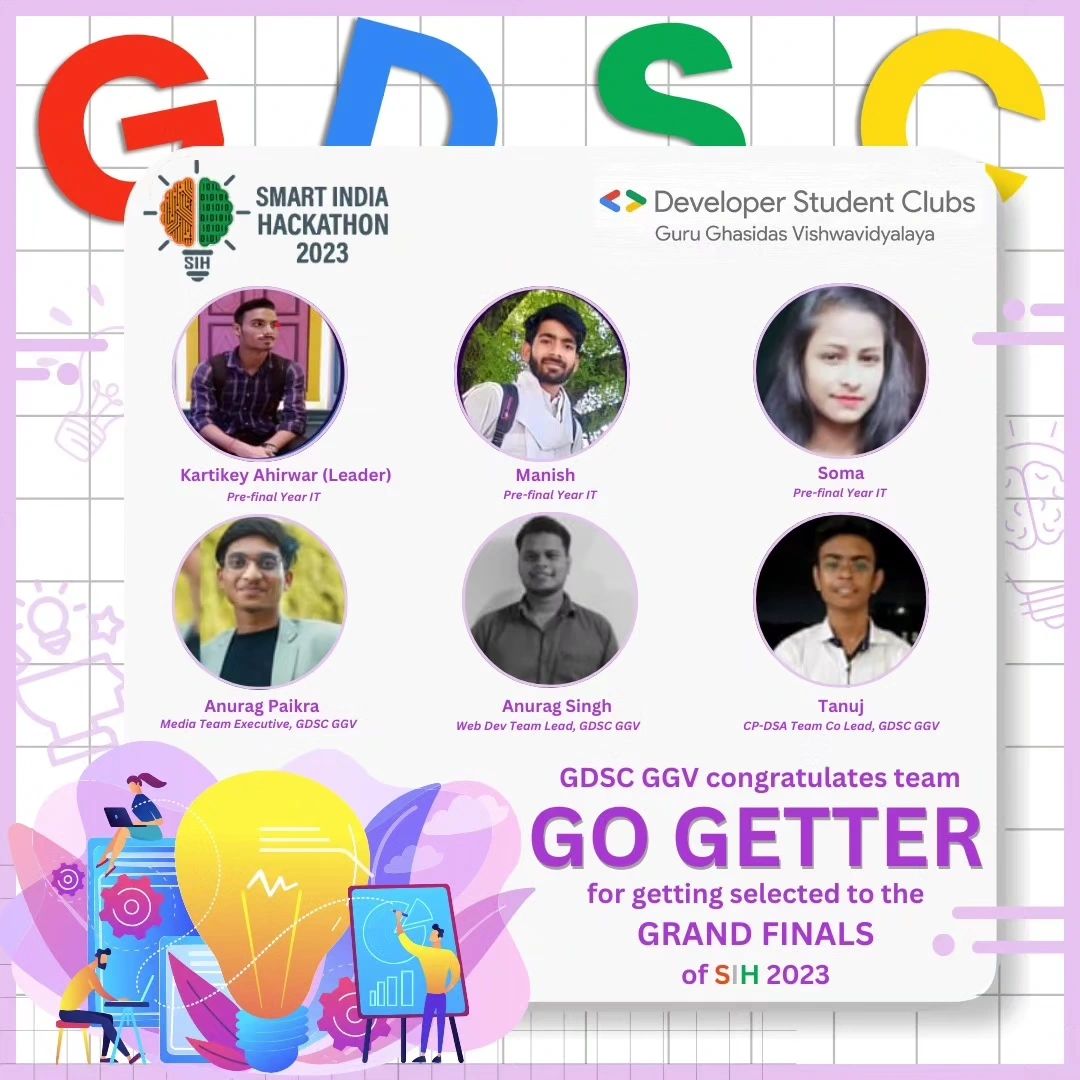 GDSC
SMART INDIA
HACKATHON
2023
SIH
Developer Student Clubs
Guru Ghasidas Vishwavidyalaya
Kartikey Ahirwar (Leader)
Pre-final Year IT
Manish
Pre-final Year IT
Soma
Pre-final Year IT
Anurag Paikra
Media Team Executive, GDSC GGV
Anurag Singh
Web Dev Team Lead, GDSC GGV
Tanuj
CP-DSA Team Co Lead, GDSC GGV
GDSC GGV congratulates team
GO GETTER
for getting selected to the
GRAND FINALS
of SIH 2023